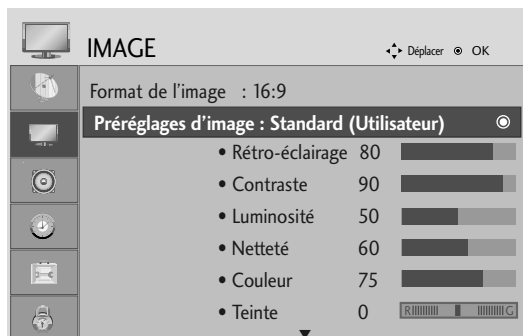 IMAGE Déplacer OK
Format de l'image : 16:9
Préréglages d'image : Standard (Utilisateur)
• Rétro-éclairage 80
• Contraste 90
• Luminosité 50
• Netteté 60
• Couleur 75
• Teinte 0 R G